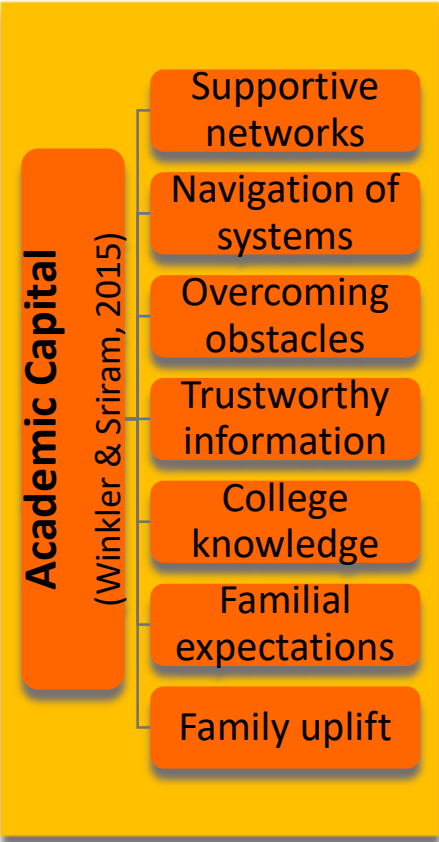 Academic Capital
(Winkler & Sriram, 2015)
Supportive
networks
Navigation of
systems
Overcoming
obstacles
Trustworthy
information
College
knowledge
Familial
expectations
Family uplift